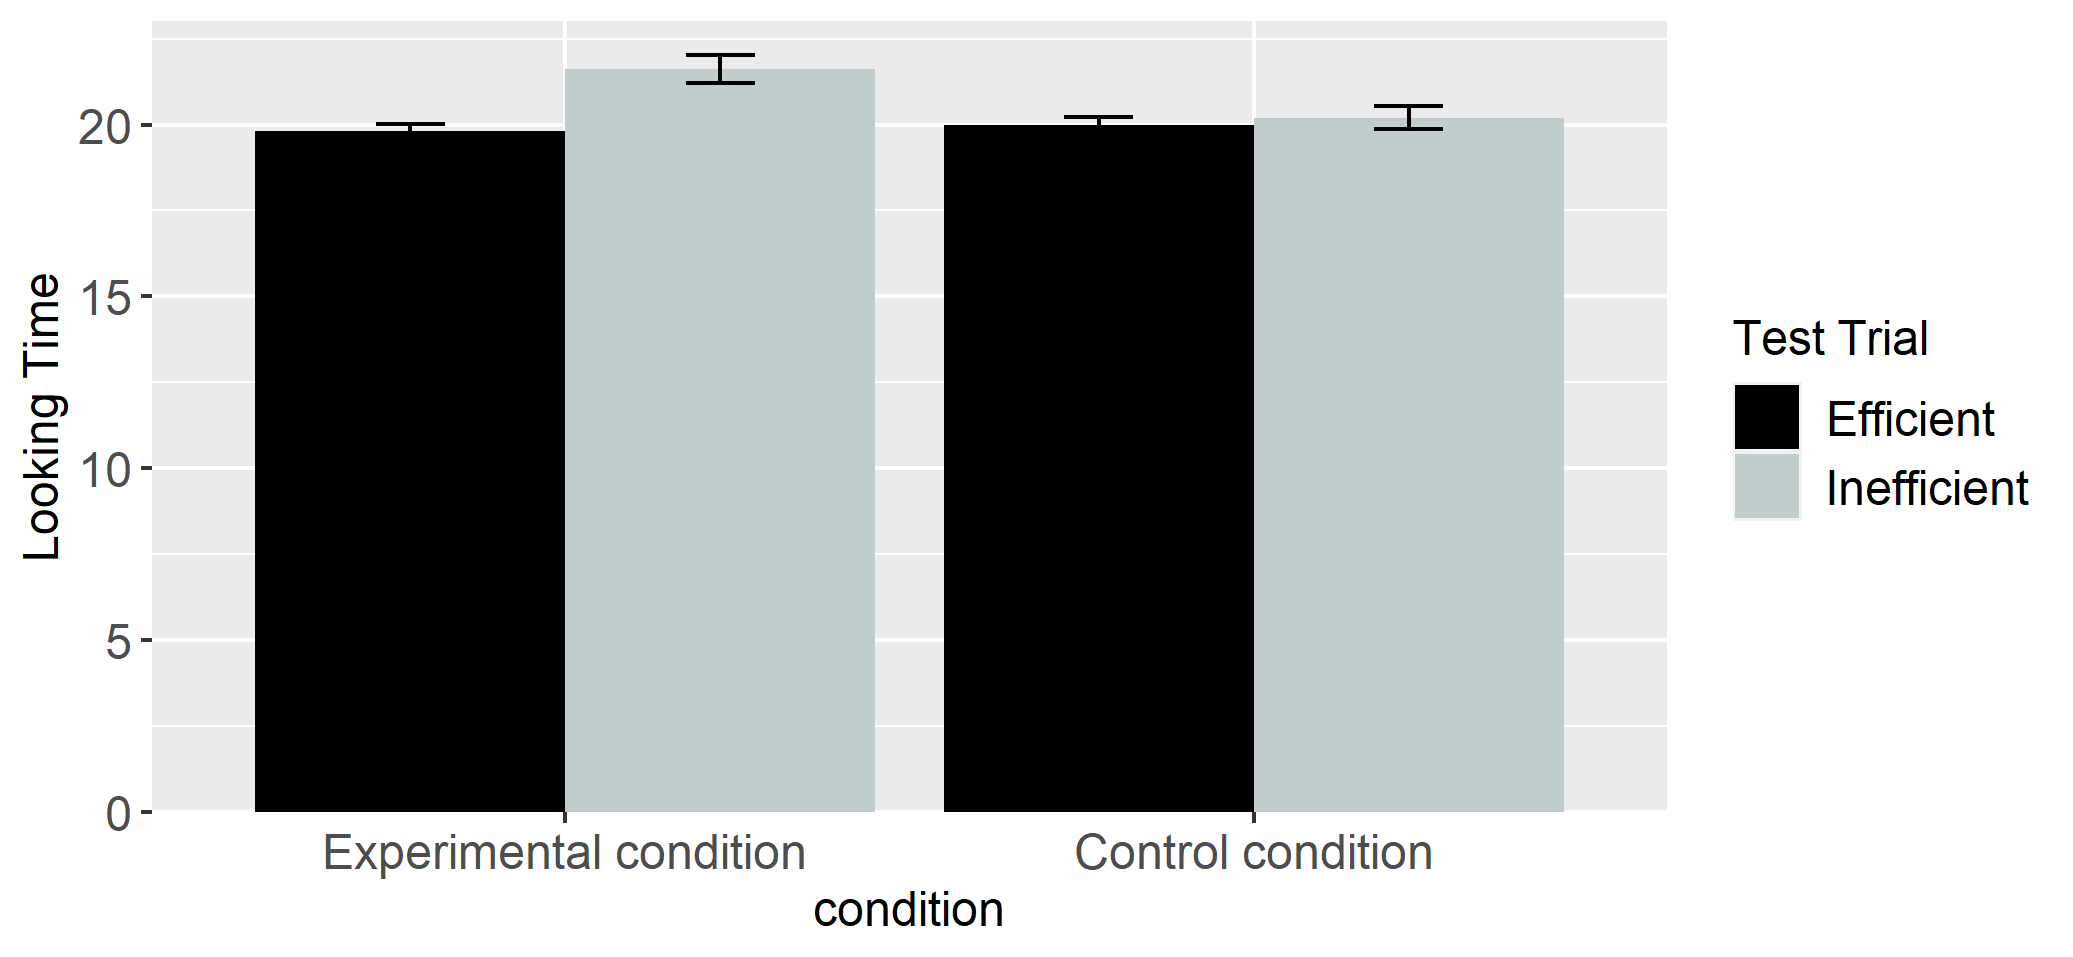 Looking Time
20
15
10
5
0
Experimental condition
Control condition
condition
Test Trial
Efficient
Inefficient